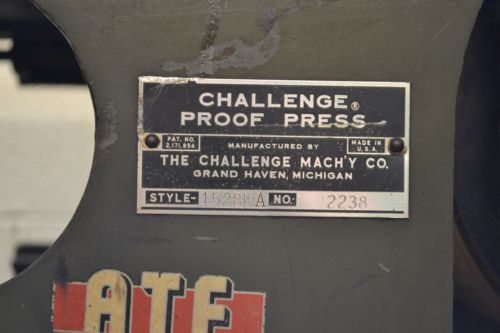 CHALLENGE®
PROOF PRESS
PAT. NO.
2,171,954
MANUFACTURED BY
MADE IN
U.S.A.
THE CHALLENGE MACH'Y CO.
GRAND HAVEN, MICHIGAN
STYLE- 1528KA NO. 2238
ATF